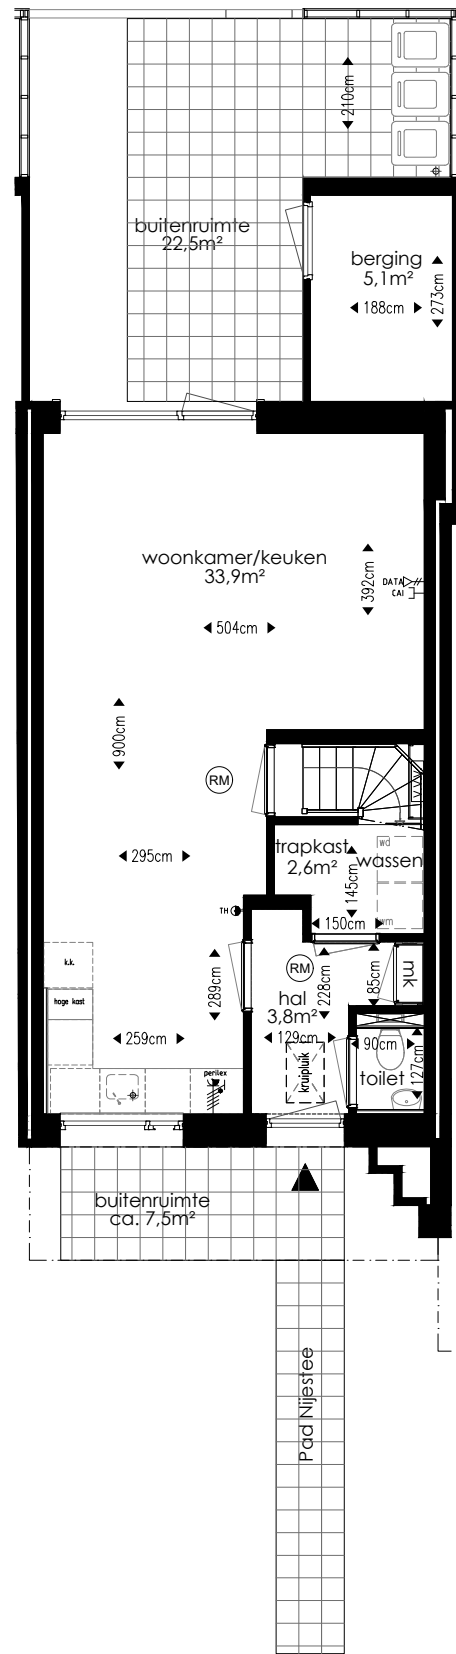 210cm
buitenruimte
22,5m²
berging
5,1m²
188cm
273cm
woonkamer/keuken
33,9m²
392cm
DATA
CAI
504cm
900cm
RM
295cm
trapkast
2,6m²
wassen
wd
145cm
wm
150cm
TH
k.k.
hoge kast
289cm
RM
hal
3,8m²
228cm
85cm
mk
129cm
259cm
perilex
kruipluik
90cm
127cm
toilet
buitenruimte
ca. 7,5m²
Pad Nijestee